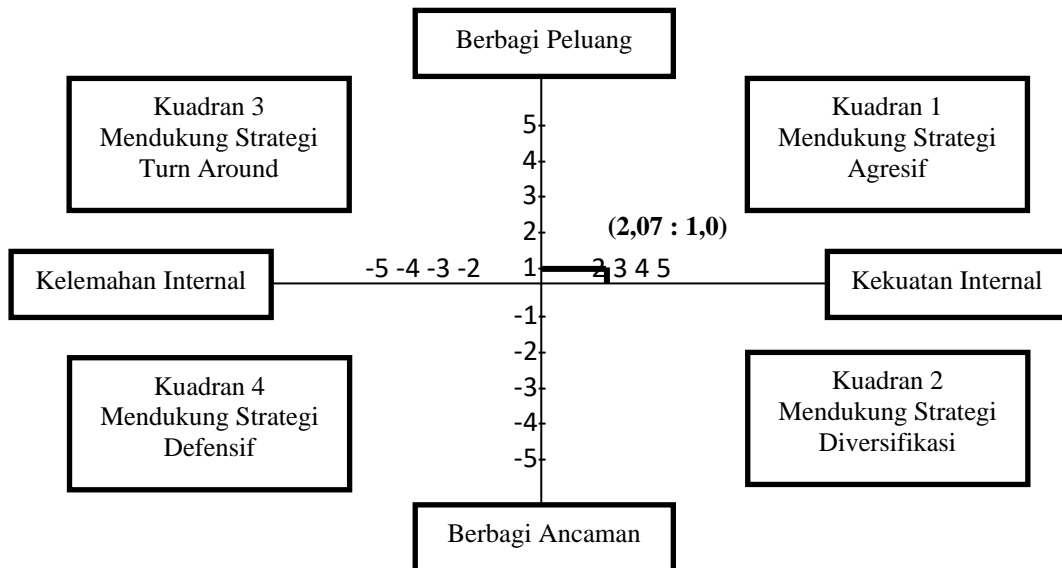 Berbagi Peluang
Kuadran 3
Mendukung Strategi
Turn Around
Kuadran 1
Mendukung Strategi
Agresif
5
4
3
2
(2,07 : 1,0)
Kelemahan Internal
-5 -4 -3 -2
1
2 3 4 5
Kekuatan Internal
-1
-2
-3
-4
-5
Kuadran 4
Mendukung Strategi
Defensif
Kuadran 2
Mendukung Strategi
Diversifikasi
Berbagi Ancaman